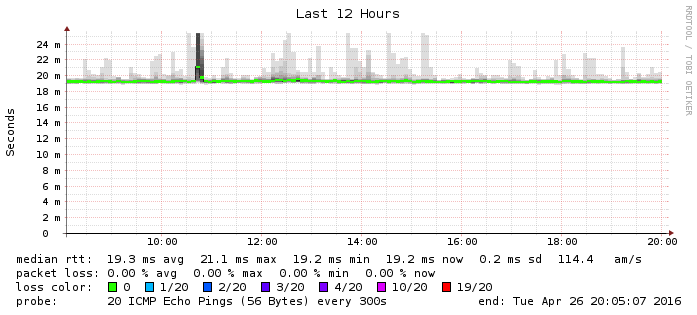 Last 12 Hours
RRDTOOL / TOBI OETIKER
Seconds
24 m
22 m
20 m
18 m
16 m
14 m
12 m
10 m
8 m
6 m
4 m
2 m
0
10:00 12:00 14:00 16:00 18:00 20:00
median rtt: 19.3 ms avg 21.1 ms max 19.2 ms min 19.2 ms now 0.2 ms sd 114.4 am/s
packet loss: 0.00 % avg 0.00 % max 0.00 % min 0.00 % now
loss color: 0 1/20 2/20 3/20 4/20 10/20 19/20
probe: 20 ICMP Echo Pings (56 Bytes) every 300s end: Tue Apr 26 20:05:07 2016